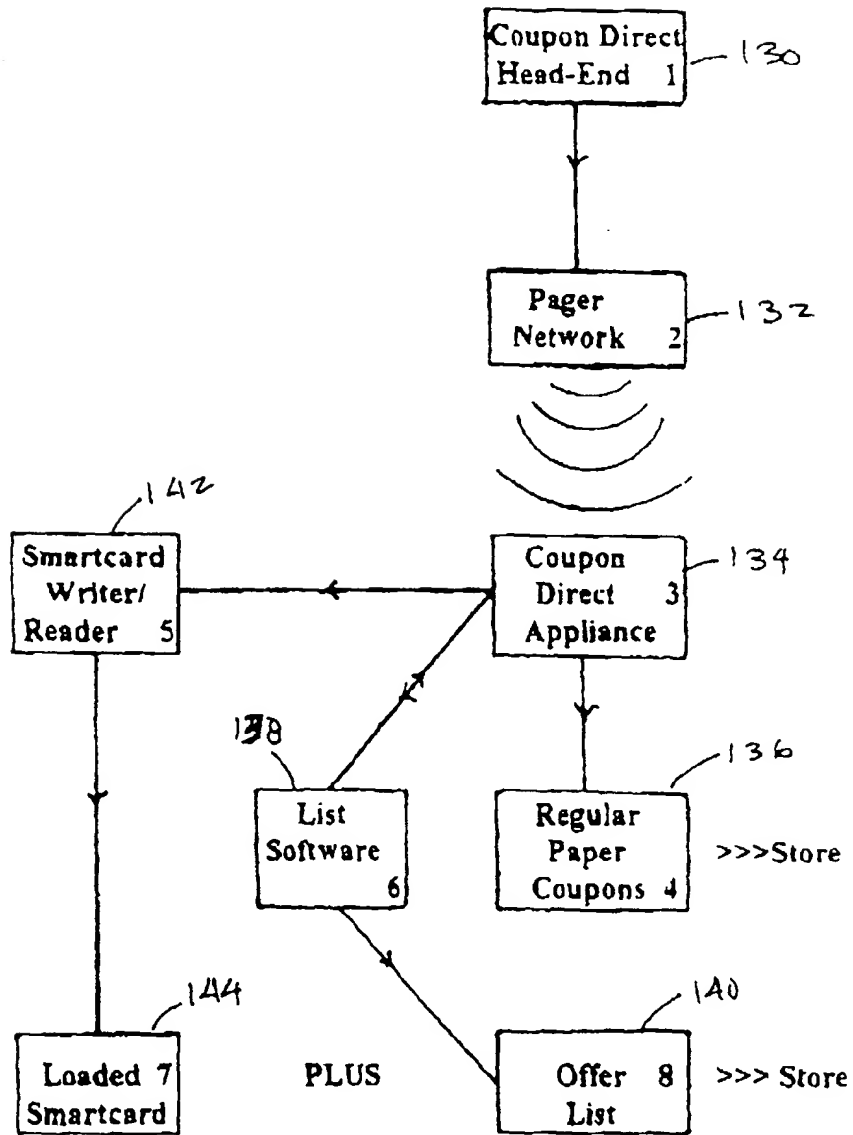 Coupon Direct
Head-End 1
130
Pager
Network 2
132
142
Smartcard
Writer/
Reader 5
Coupon
Direct 3
Appliance
134
138
List
Software
6
136
Regular
Paper
Coupons 4
>>>Store
144
Loaded 7
Smartcard
PLUS
140
Offer 8
List
>>> Store